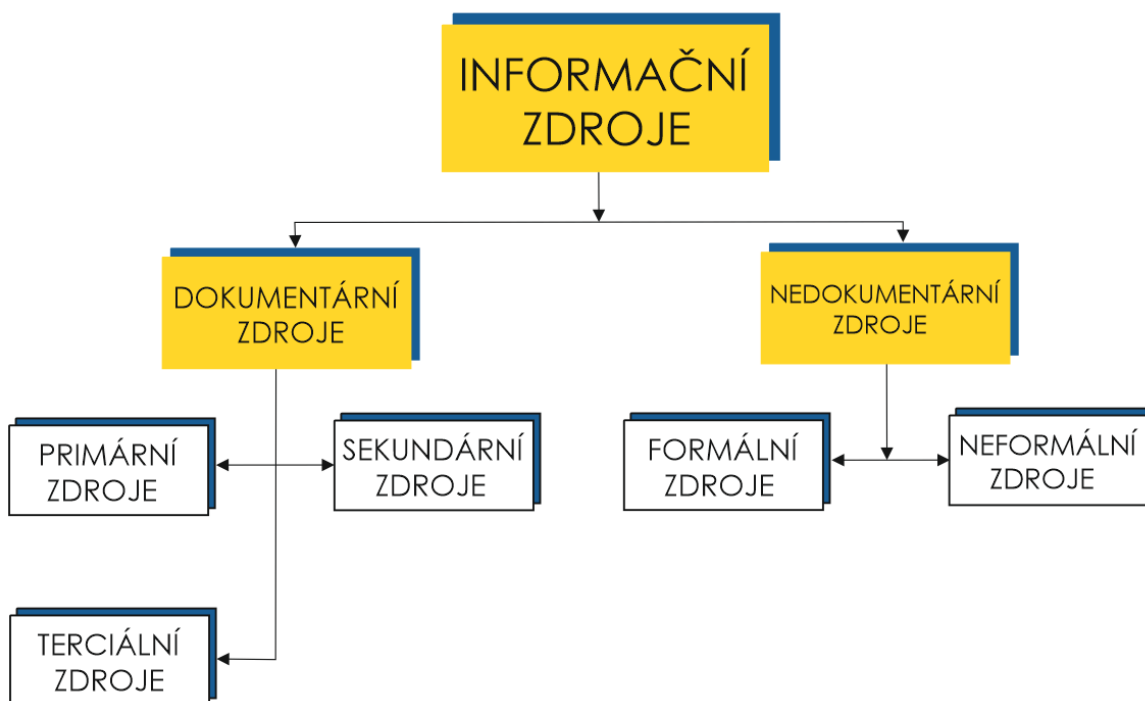 INFORMAČNÍ
ZDROJE
DOKUMENTÁRNÍ
ZDROJE
NEDOKUMENTÁRNÍ
ZDROJE
PRIMÁRNÍ
ZDROJE
SEKUNDÁRNÍ
ZDROJE
FORMÁLNÍ
ZDROJE
NEFORMÁLNÍ
ZDROJE
TERCIÁLNÍ
ZDROJE